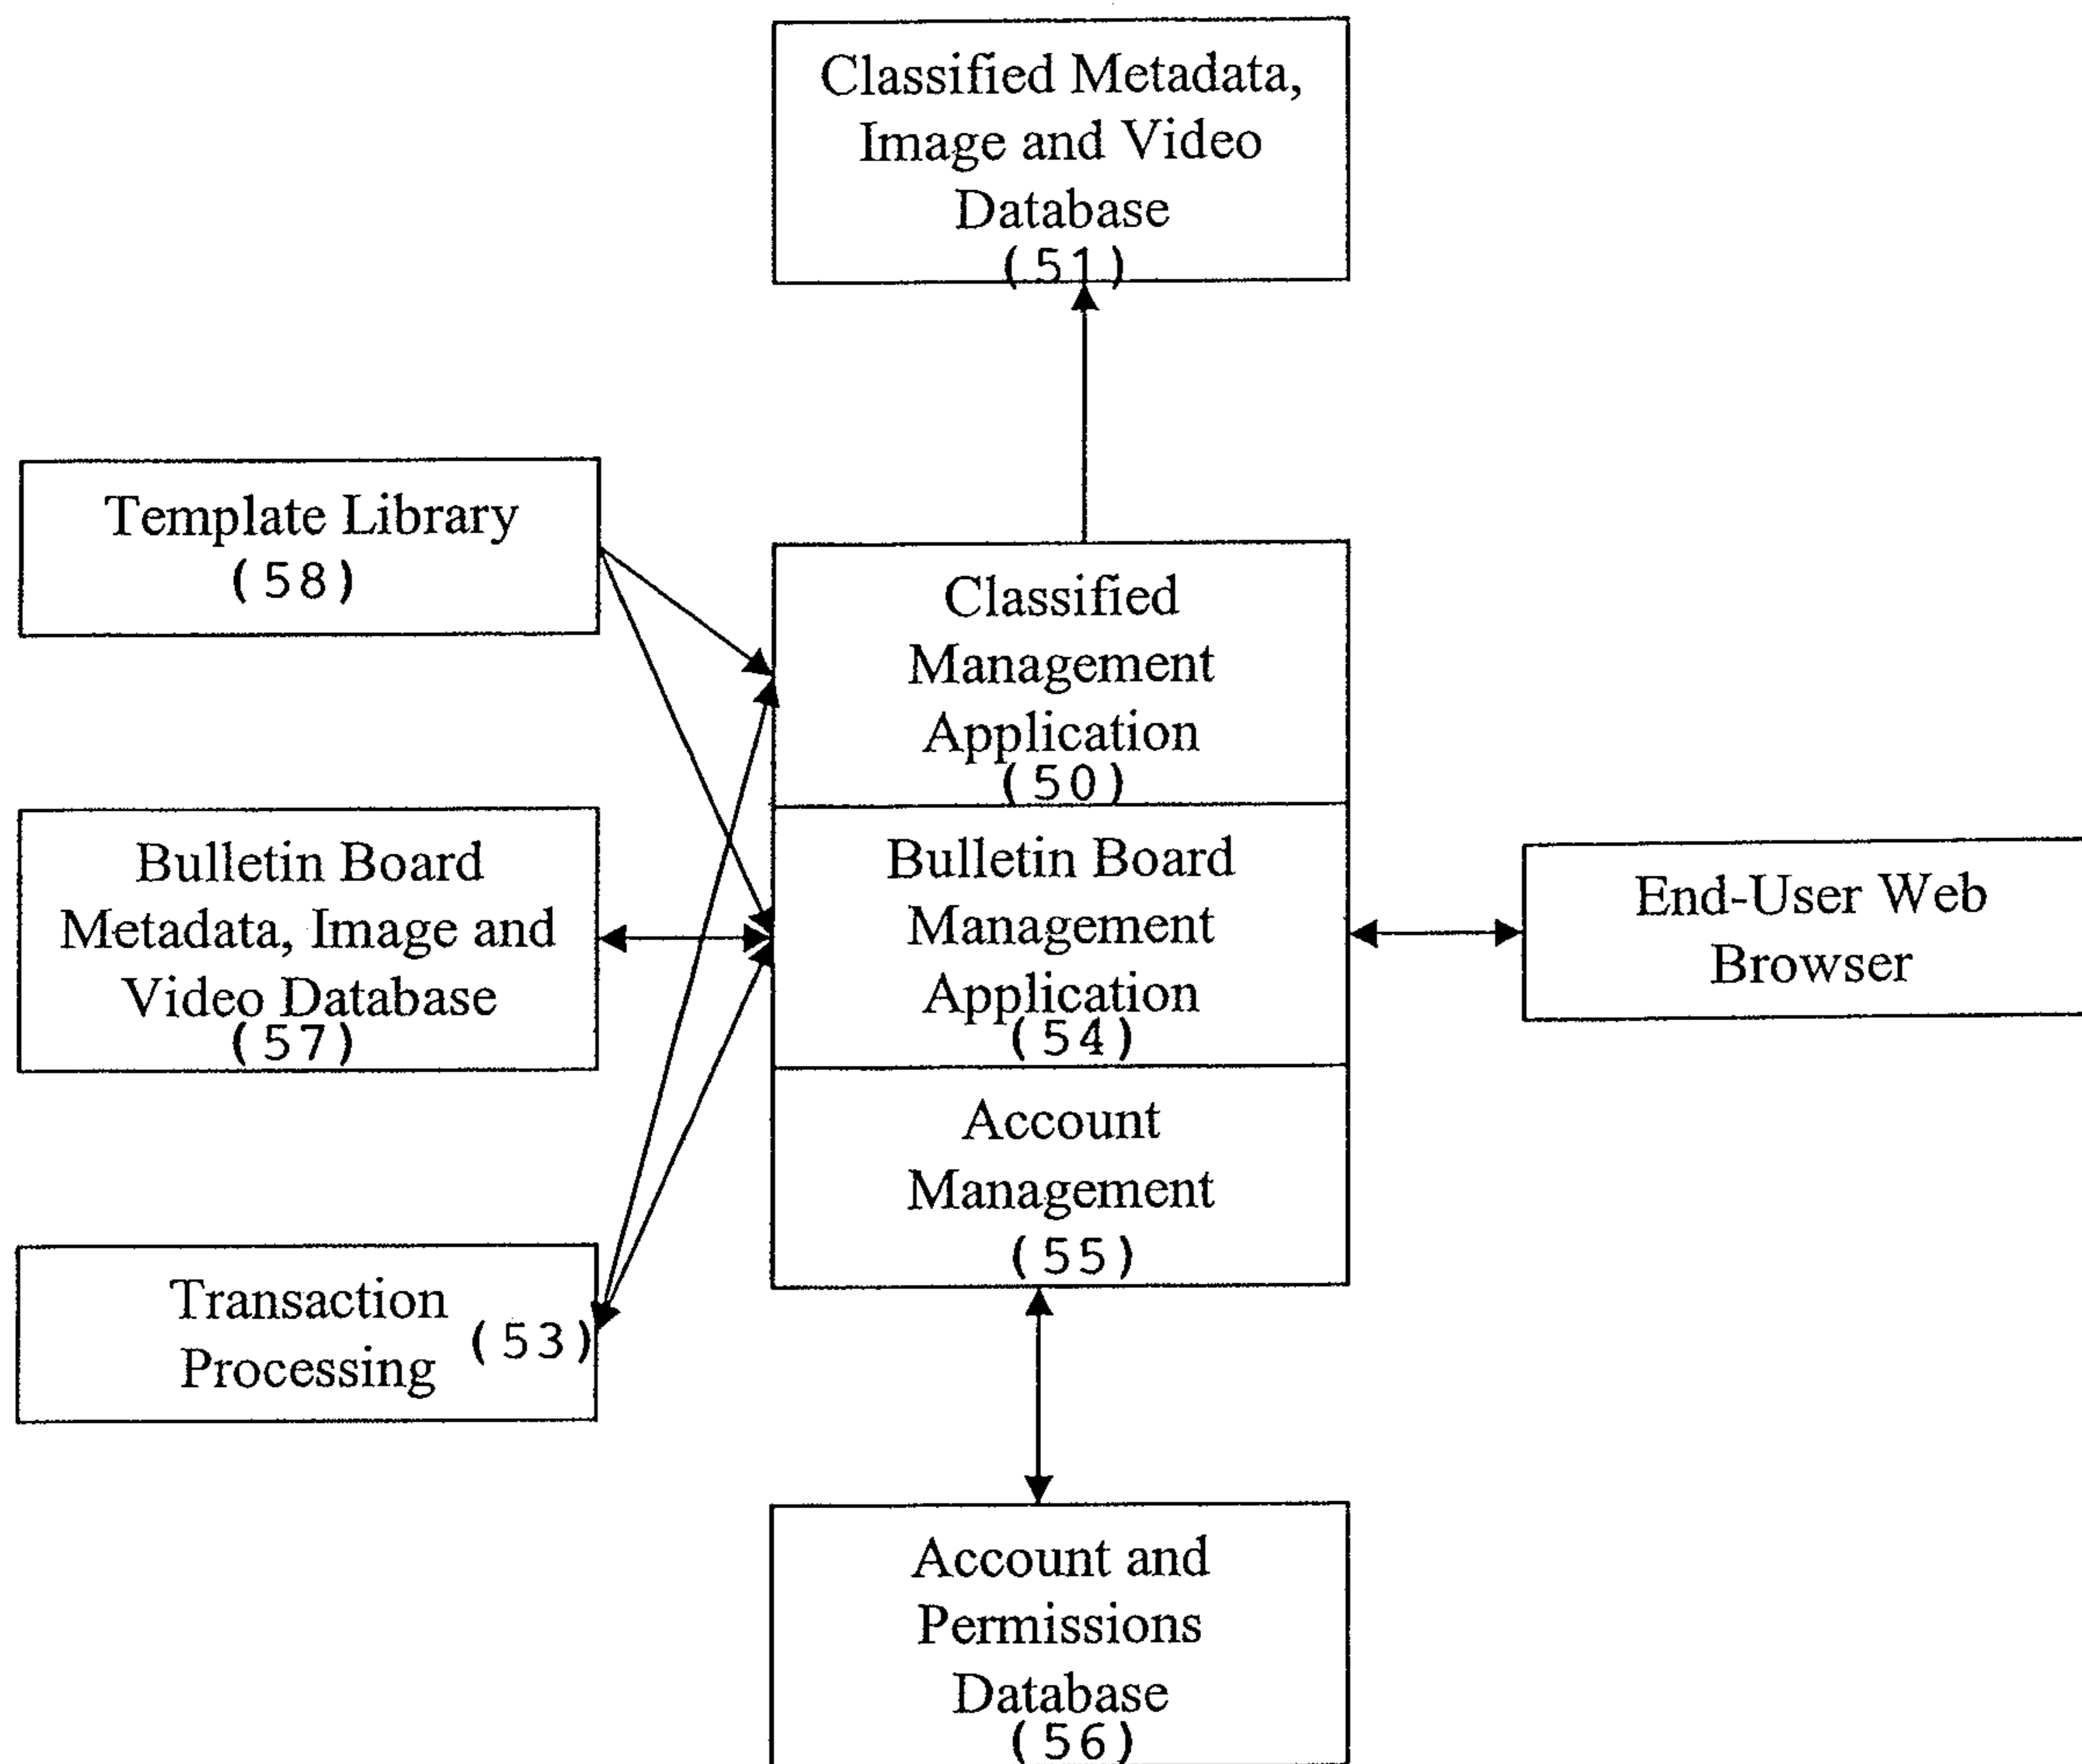 Classified Metadata,
Image and Video
Database
(51)
Template Library
(58)
Classified
Management
Application
(50)
Bulletin Board
Metadata, Image and
Video Database
(57)
Bulletin Board
Management
Application
(54)
End-User Web
Browser
Account
Management
(55)
Transaction
Processing
(53)
Account and
Permissions
Database
(56)